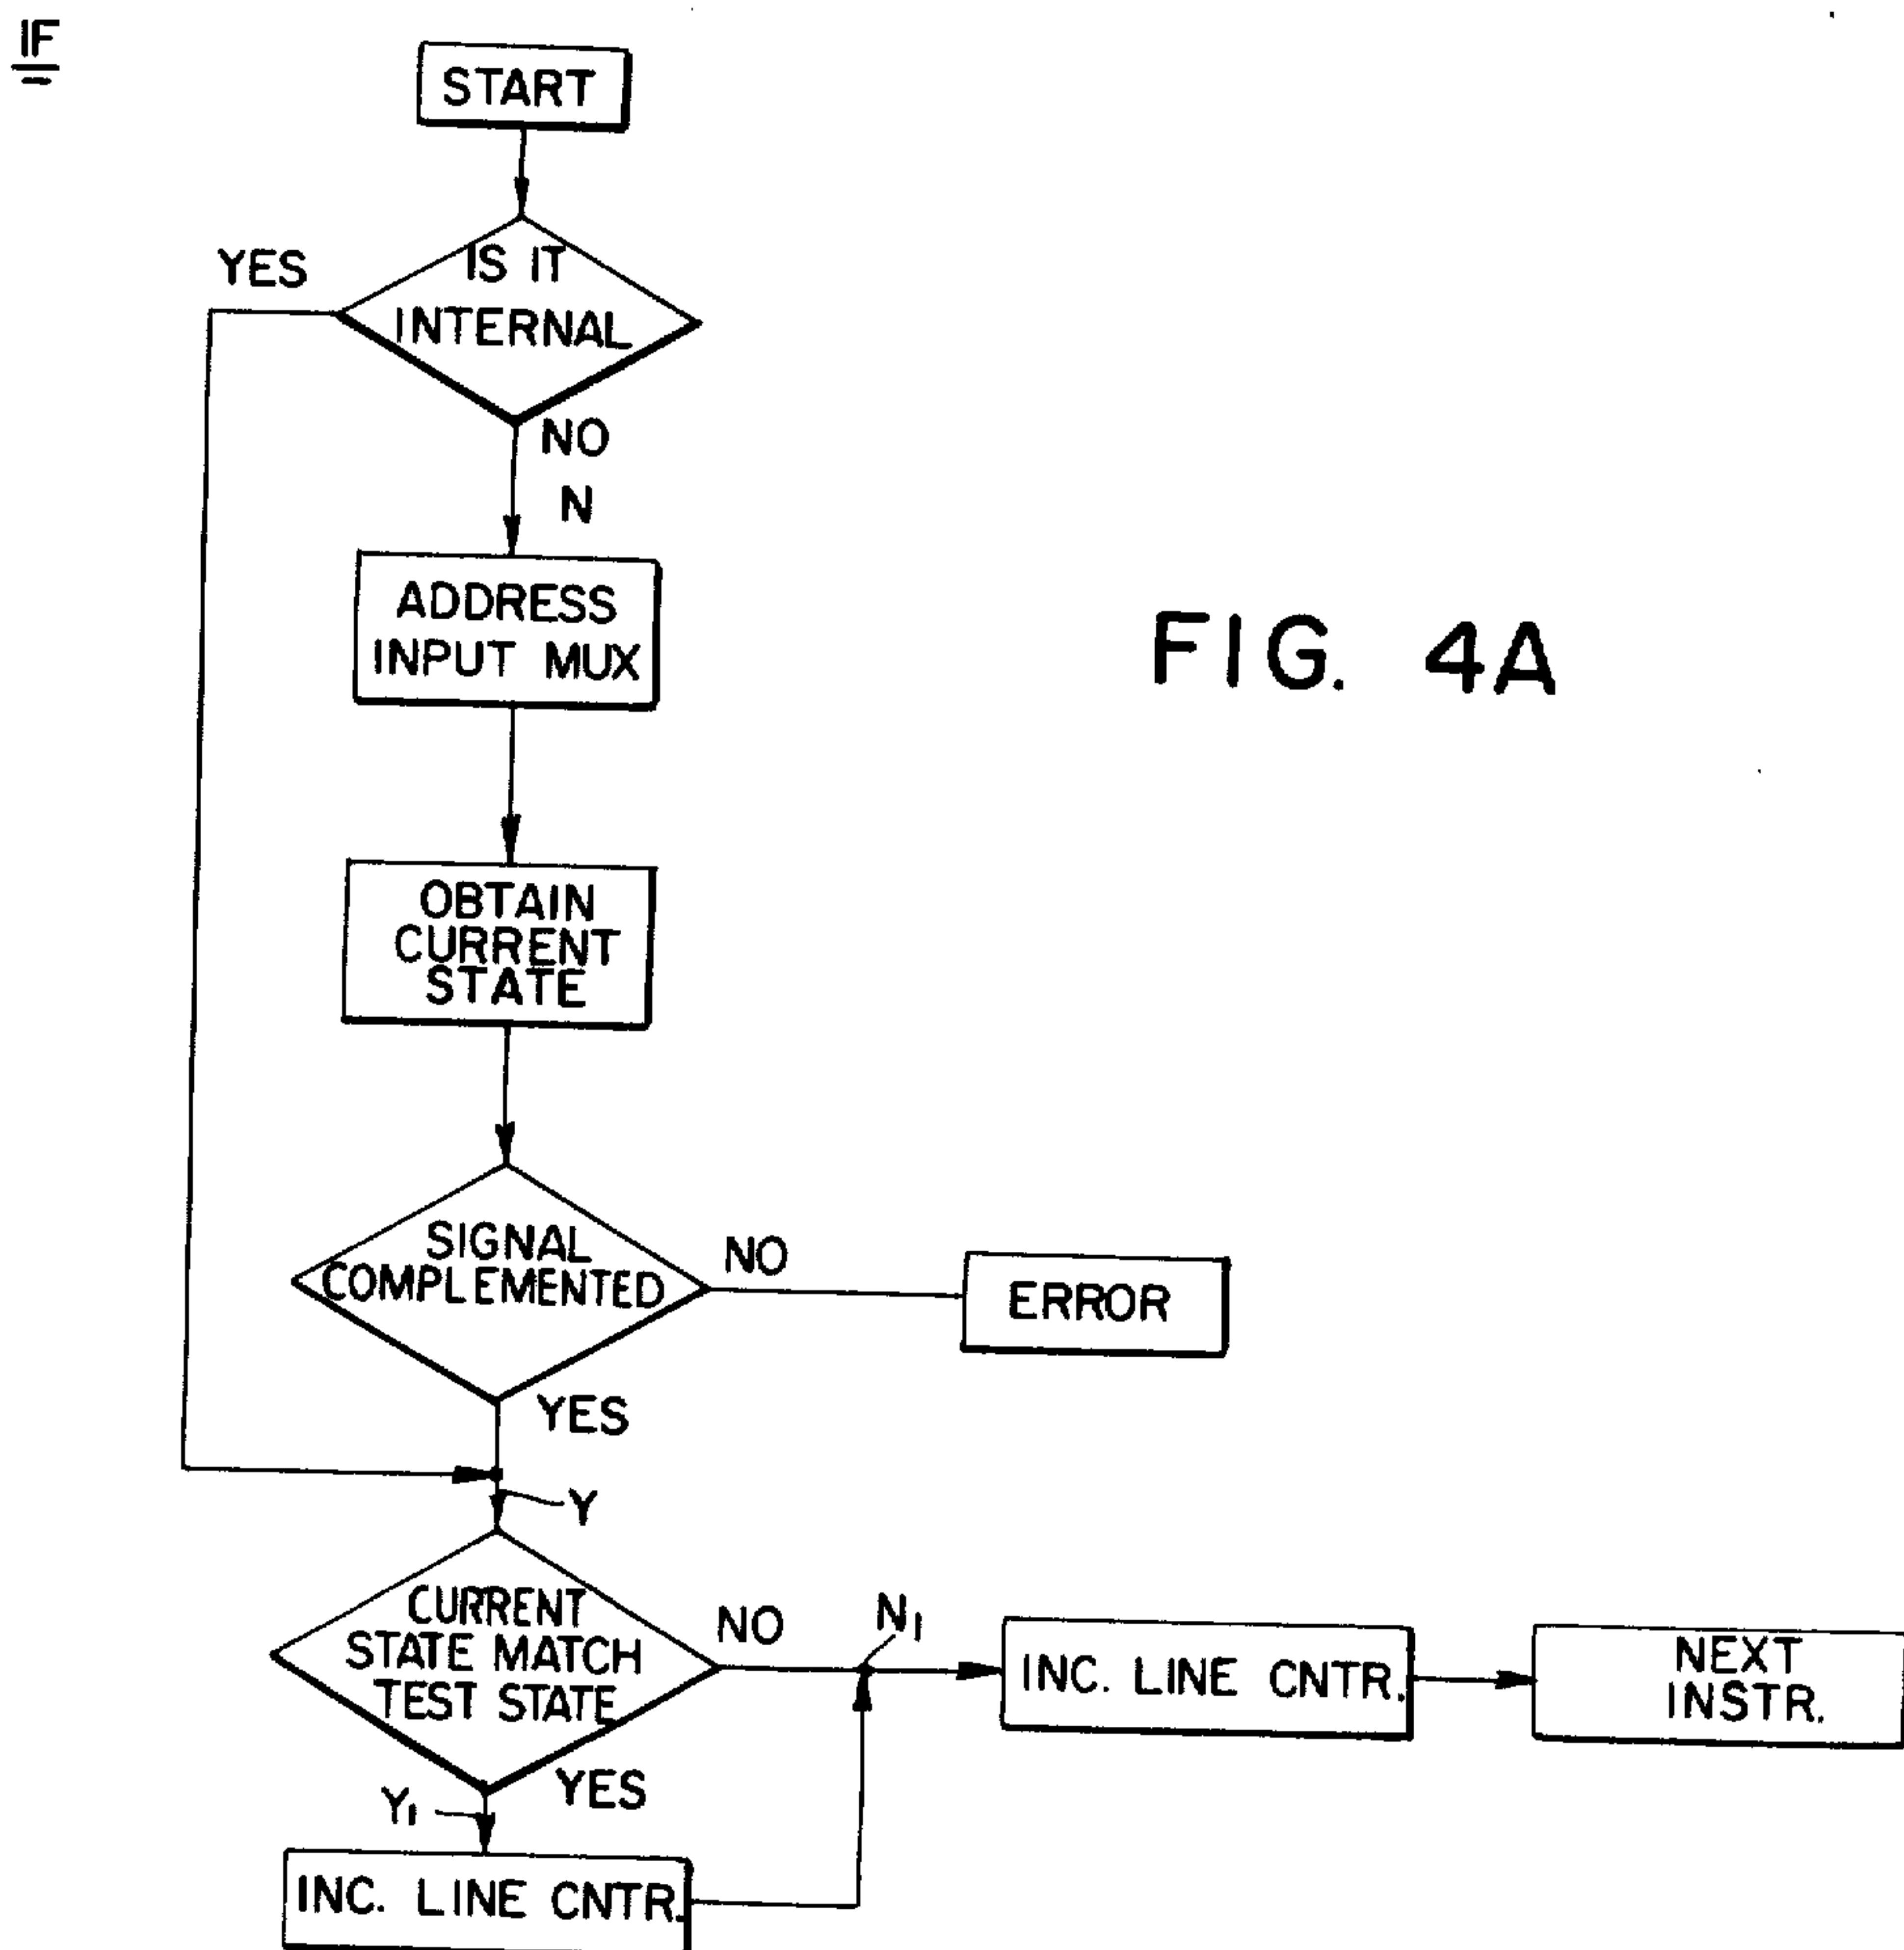 IF
START
IS IT
INTERNAL
YES
NO
N
ADDRESS
INPUT MUX
FIG. 4A
OBTAIN
CURRENT
STATE
SIGNAL
COMPLEMENTED
NO
ERROR
YES
Y
CURRENT
STATE MATCH
TEST STATE
NO
N1
INC. LINE CNTR.
NEXT
INSTR.
YES
Y1
INC. LINE CNTR.